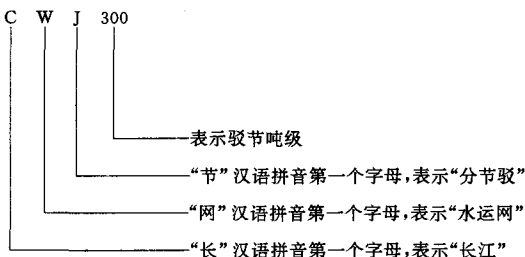 C W J 300
表示驳节吨级
“节”汉语拼音第一个字母,表示“分节驳”
“网”汉语拼音第一个字母,表示“水运网”
“长”汉语拼音第一个字母,表示“长江”